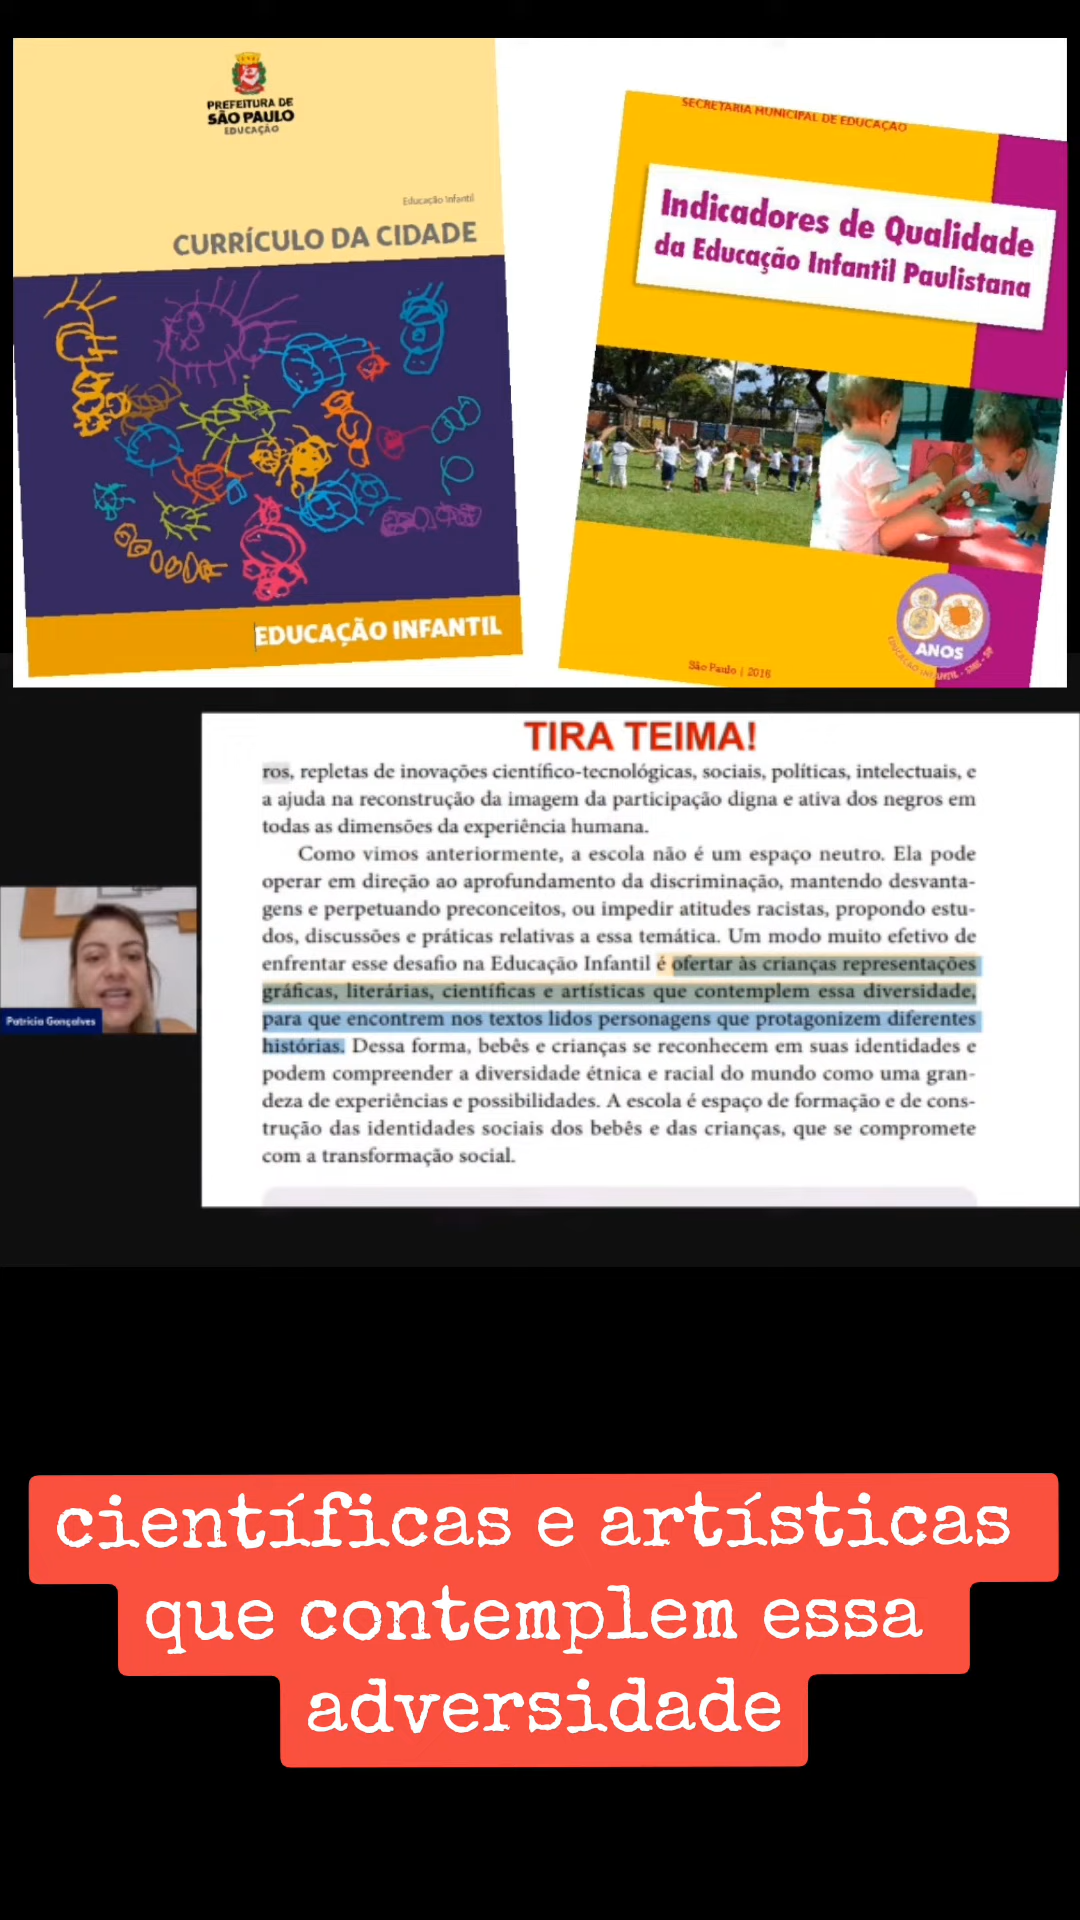 PREFEITURA DE
SÃO PAULO
EDUCAÇÃO
Educação Infantil
CURRÍCULO DA CIDADE
EDUCAÇÃO INFANTIL
SECRETARIA MUNICIPAL DE EDUCAÇÃO
Indicadores de Qualidade
da Educação Infantil Paulistana
80
ANOS
EDUCAÇÃO INFANTIL - SME - SP
São Paulo | 2016
TIRA TEIMA!
ros, repletas de inovações científico-tecnológicas, sociais, políticas, intelectuais, e
a ajuda na reconstrução da imagem da participação digna e ativa dos negros em
todas as dimensões da experiência humana.
Como vimos anteriormente, a escola não é um espaço neutro. Ela pode
operar em direção ao aprofundamento da discriminação, mantendo desvanta-
gens e perpetuando preconceitos, ou impedir atitudes racistas, propondo estu-
dos, discussões e práticas relativas a essa temática. Um modo muito efetivo de
enfrentar esse desafio na Educação Infantil é ofertar às crianças representações
gráficas, literárias, científicas e artísticas que contemplem essa diversidade,
para que encontrem nos textos lidos personagens que protagonizem diferentes
histórias. Dessa forma, bebês e crianças se reconhecem em suas identidades e
podem compreender a diversidade étnica e racial do mundo como uma gran-
deza de experiências e possibilidades. A escola é espaço de formação e de cons-
trução das identidades sociais dos bebês e das crianças, que se compromete
com a transformação social.
Patricia Gonçalves
científicas e artísticas
que contemplem essa
adversidade